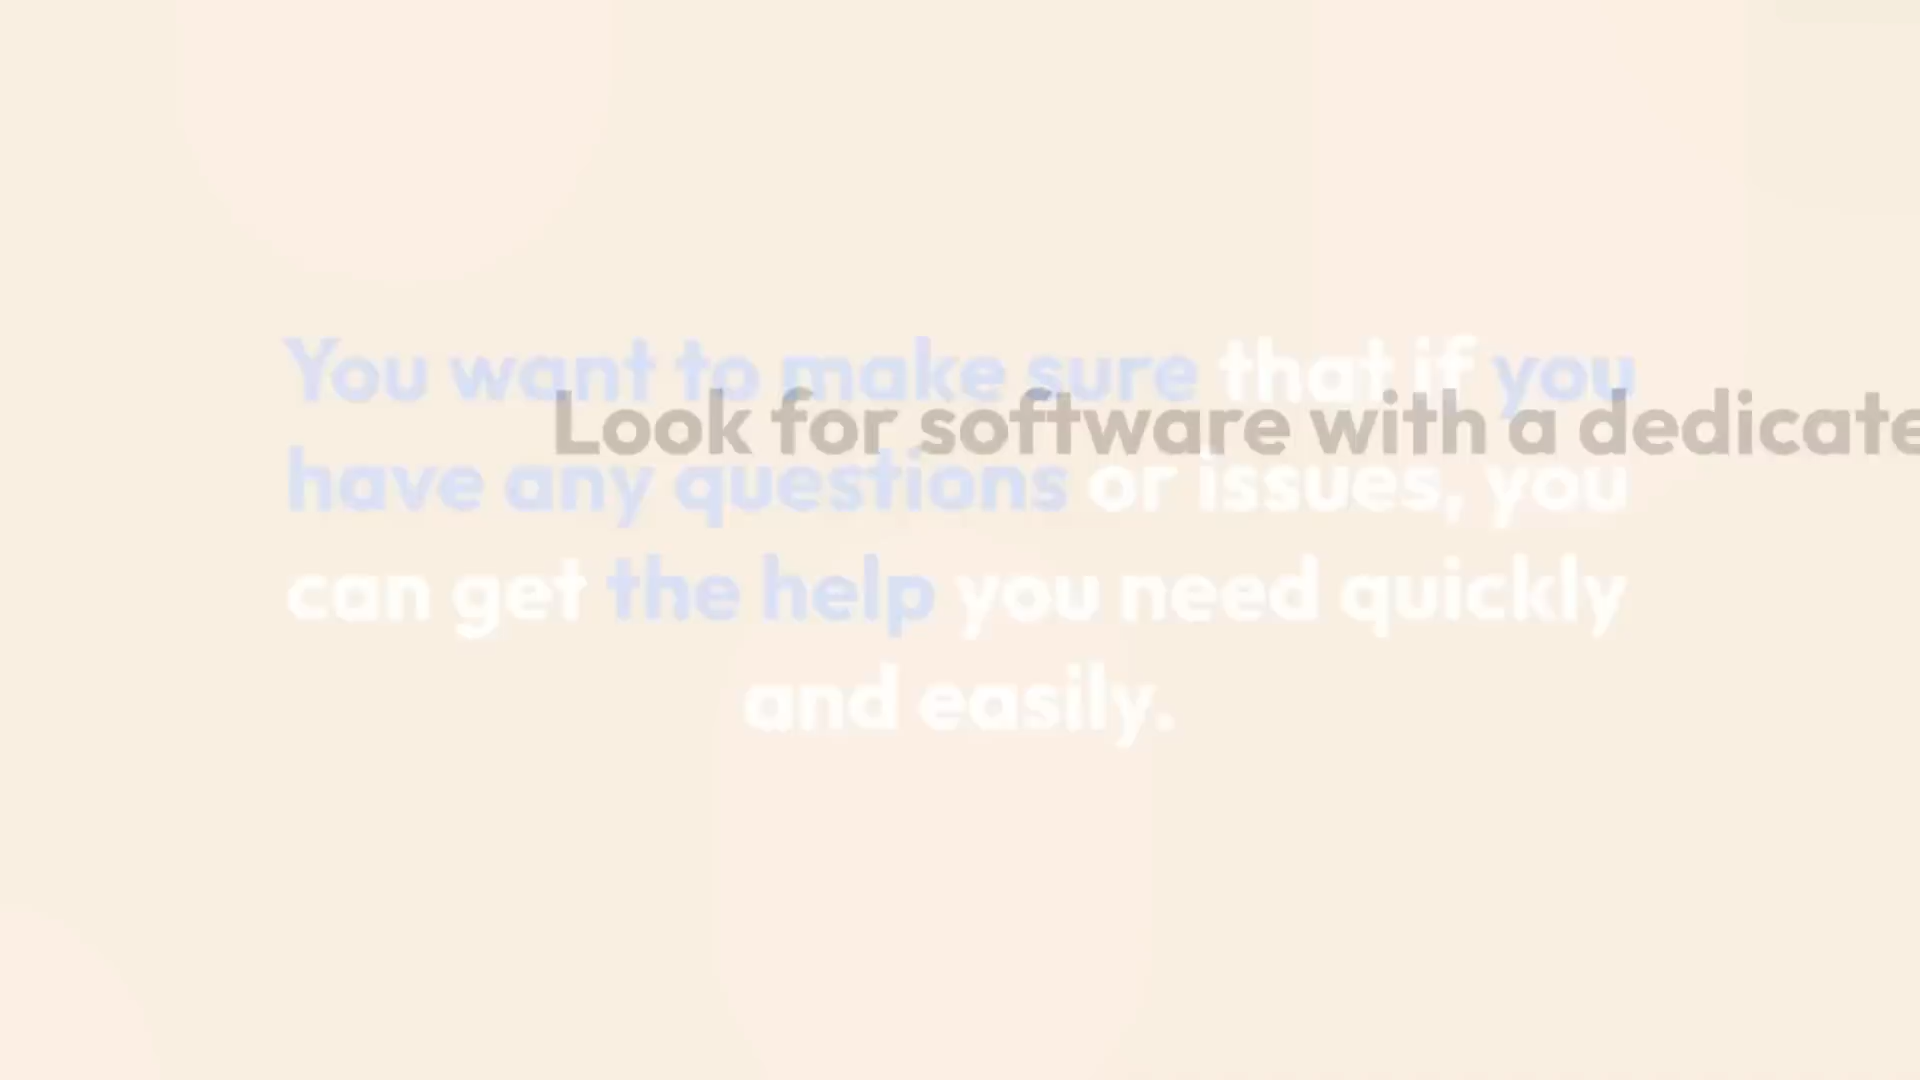 You want to make sure that if you
Look for software with a dedicate
have any questions or issues, you
can get the help you need quickly
and easily.